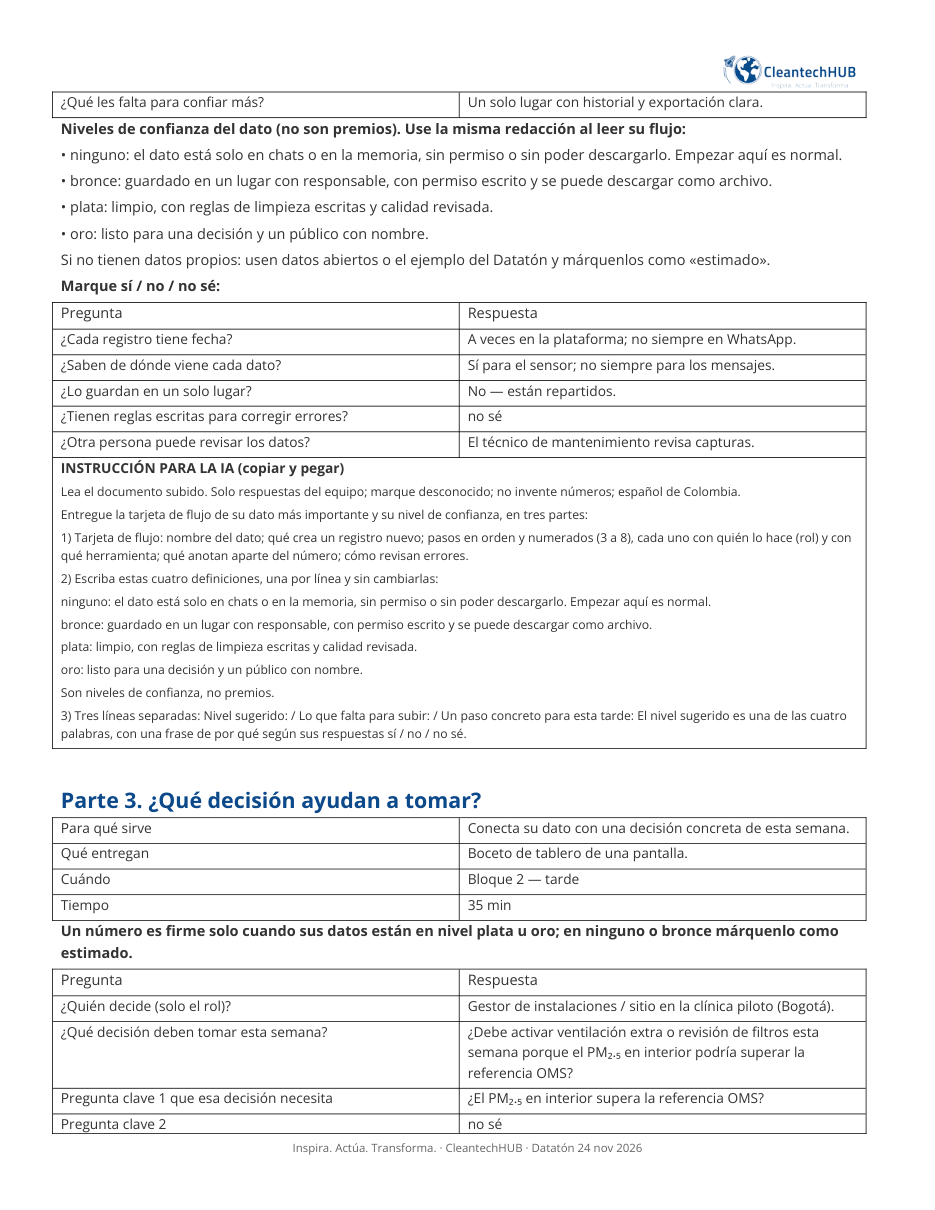 CleantechHUB
Inspira. Actúa. Transforma.
¿Qué les falta para confiar más? Un solo lugar con historial y exportación clara.
Niveles de confianza del dato (no son premios). Use la misma redacción al leer su flujo:
• ninguno: el dato está solo en chats o en la memoria, sin permiso o sin poder descargarlo. Empezar aquí es normal.
• bronce: guardado en un lugar con responsable, con permiso escrito y se puede descargar como archivo.
• plata: limpio, con reglas de limpieza escritas y calidad revisada.
• oro: listo para una decisión y un público con nombre.
Si no tienen datos propios: usen datos abiertos o el ejemplo del Datatón y márquenlos como «estimado».
Marque sí / no / no sé:
Pregunta Respuesta
¿Cada registro tiene fecha? A veces en la plataforma; no siempre en WhatsApp.
¿Saben de dónde viene cada dato? Sí para el sensor; no siempre para los mensajes.
¿Lo guardan en un solo lugar? No — están repartidos.
¿Tienen reglas escritas para corregir errores? no sé
¿Otra persona puede revisar los datos? El técnico de mantenimiento revisa capturas.
INSTRUCCIÓN PARA LA IA (copiar y pegar)
Lea el documento subido. Solo respuestas del equipo; marque desconocido; no invente números; español de Colombia.
Entregue la tarjeta de flujo de su dato más importante y su nivel de confianza, en tres partes:
1) Tarjeta de flujo: nombre del dato; qué crea un registro nuevo; pasos en orden y numerados (3 a 8), cada uno con quién lo hace (rol) y con
qué herramienta; qué anotan aparte del número; cómo revisan errores.
2) Escriba estas cuatro definiciones, una por línea y sin cambiarlas:
ninguno: el dato está solo en chats o en la memoria, sin permiso o sin poder descargarlo. Empezar aquí es normal.
bronce: guardado en un lugar con responsable, con permiso escrito y se puede descargar como archivo.
plata: limpio, con reglas de limpieza escritas y calidad revisada.
oro: listo para una decisión y un público con nombre.
Son niveles de confianza, no premios.
3) Tres líneas separadas: Nivel sugerido: / Lo que falta para subir: / Un paso concreto para esta tarde: El nivel sugerido es una de las cuatro
palabras, con una frase de por qué según sus respuestas sí / no / no sé.
Parte 3. ¿Qué decisión ayudan a tomar?
Para qué sirve Conecta su dato con una decisión concreta de esta semana.
Qué entregan Boceto de tablero de una pantalla.
Cuándo Bloque 2 — tarde
Tiempo 35 min
Un número es firme solo cuando sus datos están en nivel plata u oro; en ninguno o bronce márquenlo como
estimado.
Pregunta Respuesta
¿Quién decide (solo el rol)? Gestor de instalaciones / sitio en la clínica piloto (Bogotá).
¿Qué decisión deben tomar esta semana? ¿Debe activar ventilación extra o revisión de filtros esta
semana porque el PM₂.₅ en interior podría superar la
referencia OMS?
Pregunta clave 1 que esa decisión necesita ¿El PM₂.₅ en interior supera la referencia OMS?
Pregunta clave 2 no sé
Inspira. Actúa. Transforma. · CleantechHUB · Datatón 24 nov 2026